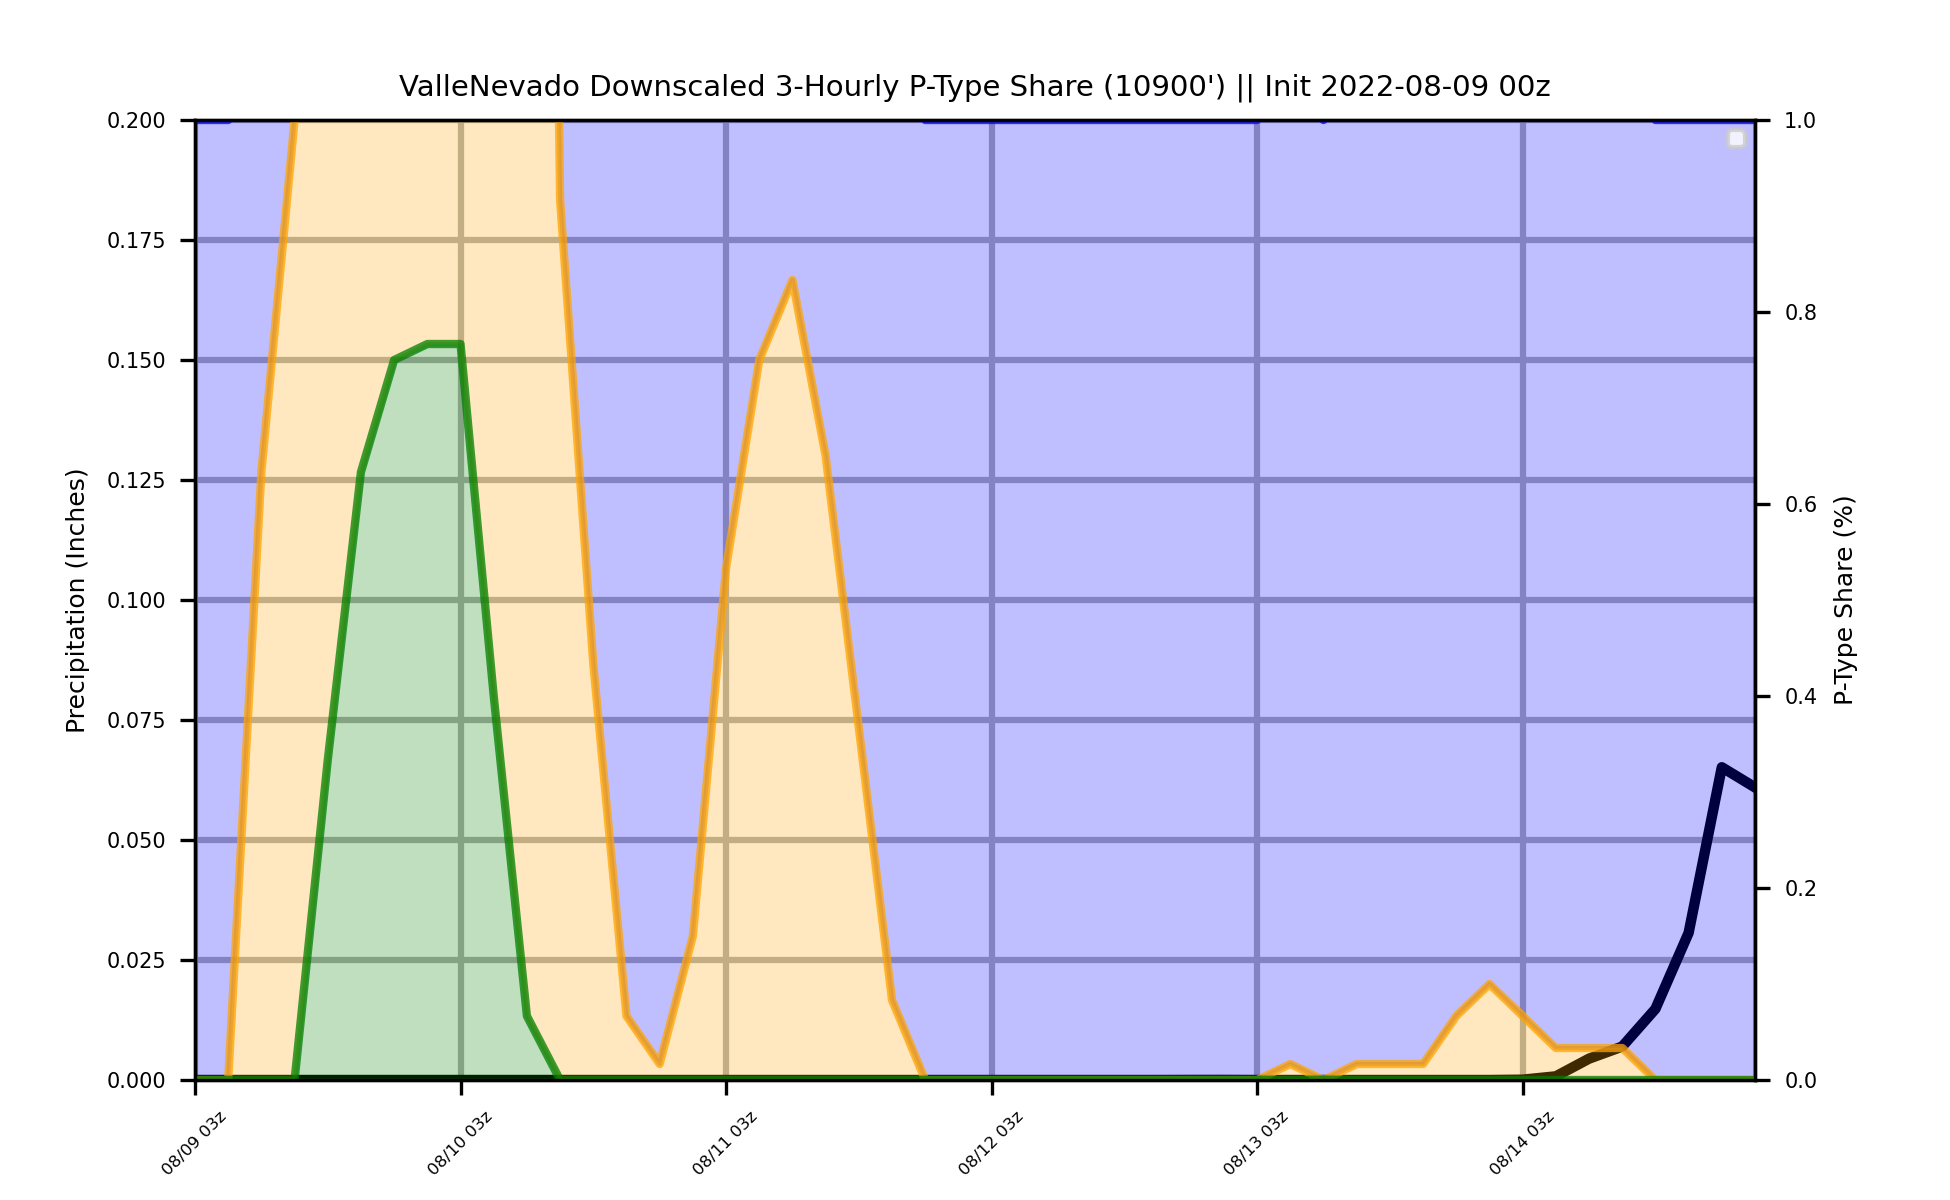 ValleNevado Downscaled 3-Hourly P-Type Share (10900') || Init 2022-08-09 00z
Precipitation (Inches)
0.200
0.175
0.150
0.125
0.100
0.075
0.050
0.025
0.000
1.0
0.8
0.6
0.4
0.2
0.0
P-Type Share (%)
08/09 03z
08/10 03z
08/11 03z
08/12 03z
08/13 03z
08/14 03z